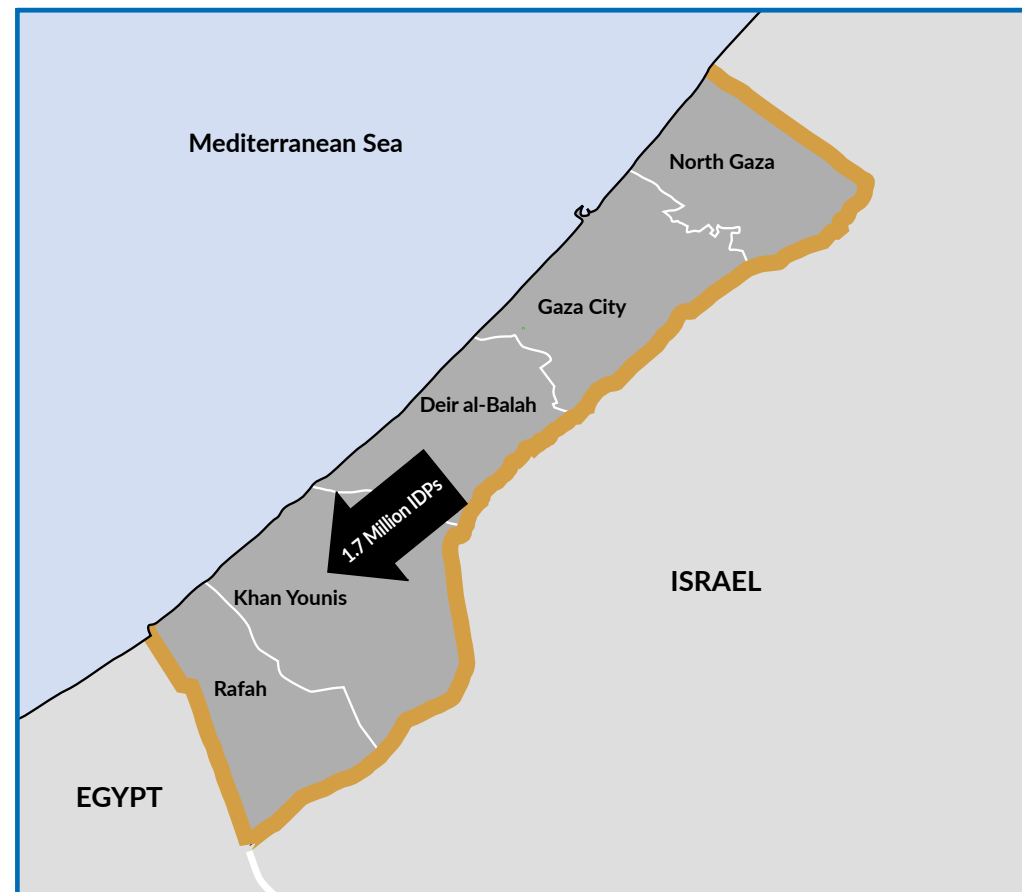 Mediterranean Sea
North Gaza
Gaza City
Deir al-Balah
1.7 Million IDPs
ISRAEL
Khan Younis
Rafah
EGYPT